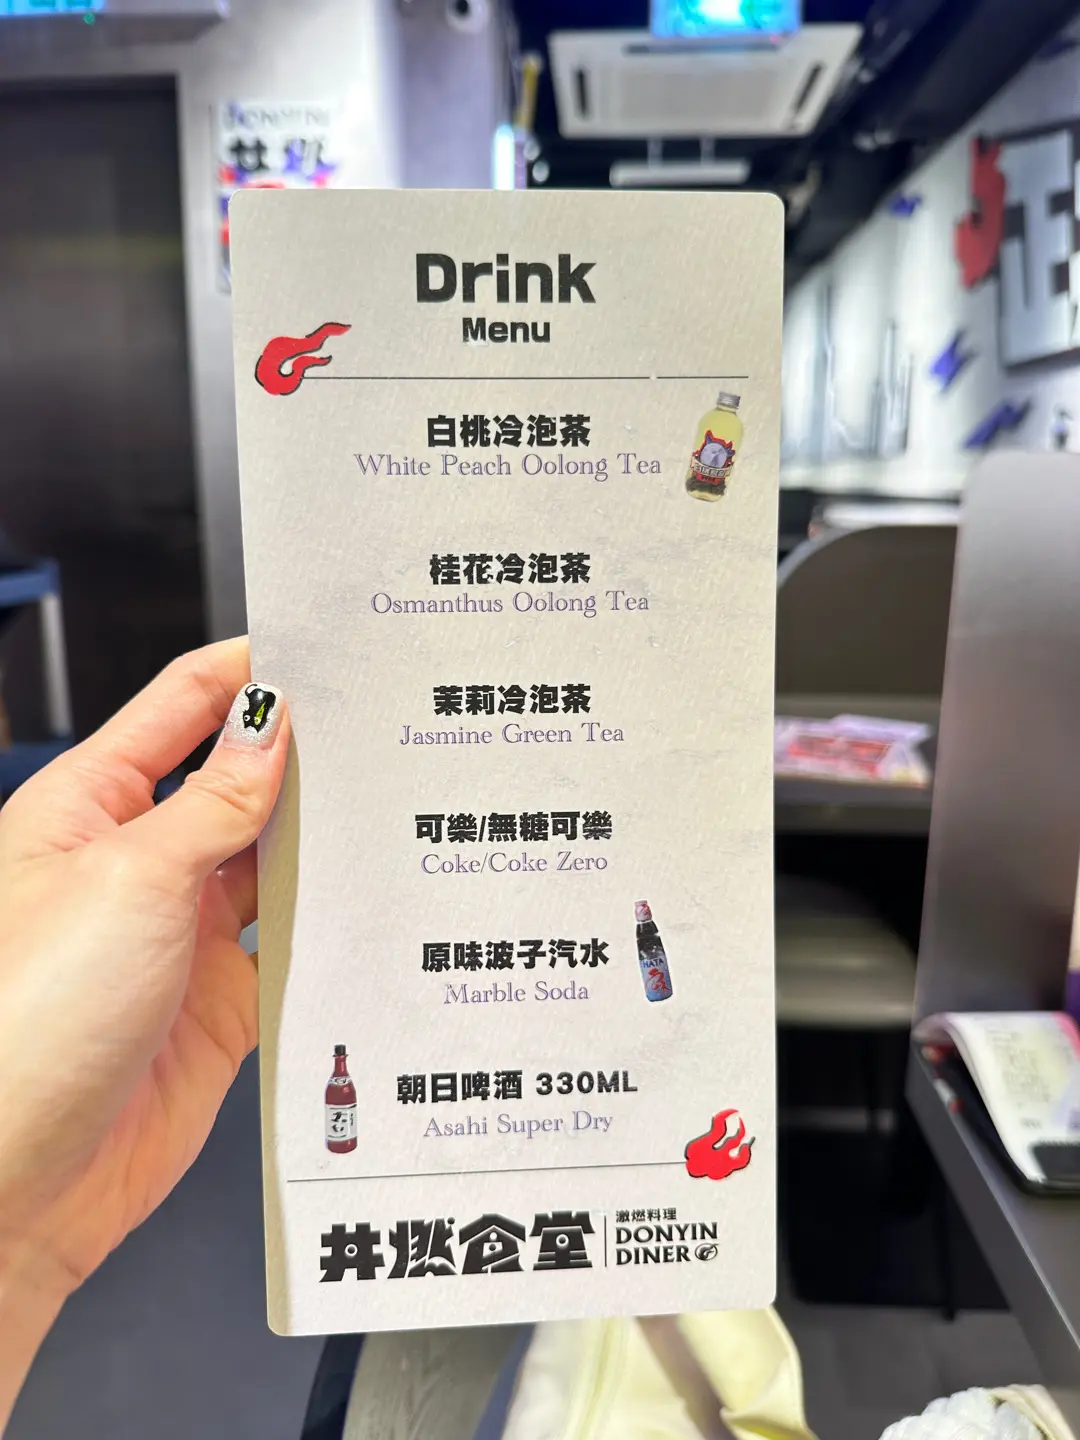 Drink
Menu
白桃冷泡茶
White Peach Oolong Tea
桂花冷泡茶
Osmanthus Oolong Tea
茉莉冷泡茶
Jasmine Green Tea
可樂/無糖可樂
Coke/Coke Zero
原味波子汽水
Marble Soda
HATA
朝日啤酒 330ML
Asahi Super Dry
丼燃食堂
激燃料理
DONYIN
DINER